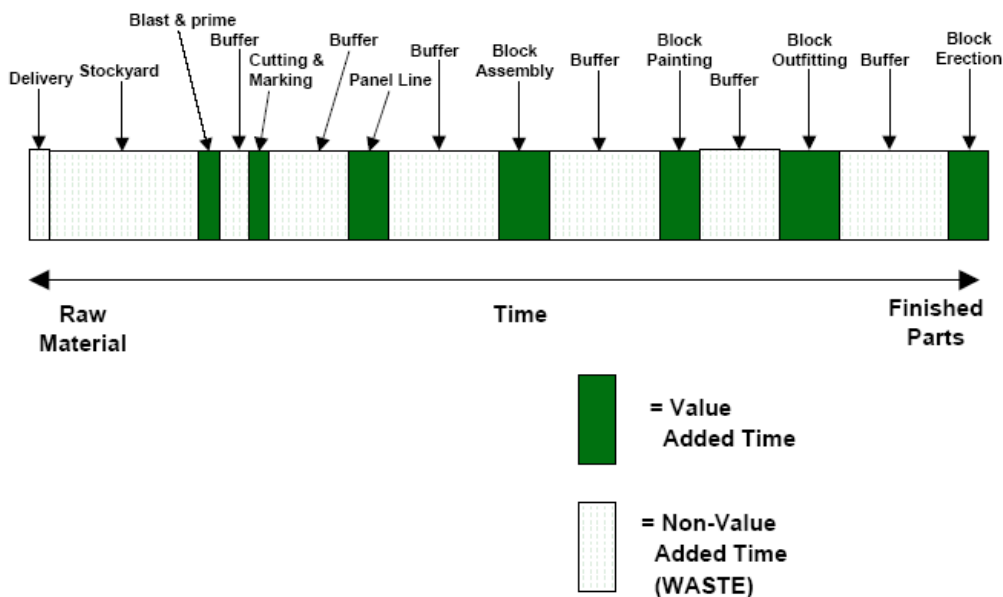 Blast & prime
Delivery
Stockyard
Buffer
Cutting &
Marking
Buffer
Panel Line
Buffer
Block
Assembly
Buffer
Block
Painting
Buffer
Block
Outfitting
Buffer
Block
Erection
Raw
Material
Time
Finished
Parts
= Value
Added Time
= Non-Value
Added Time
(WASTE)